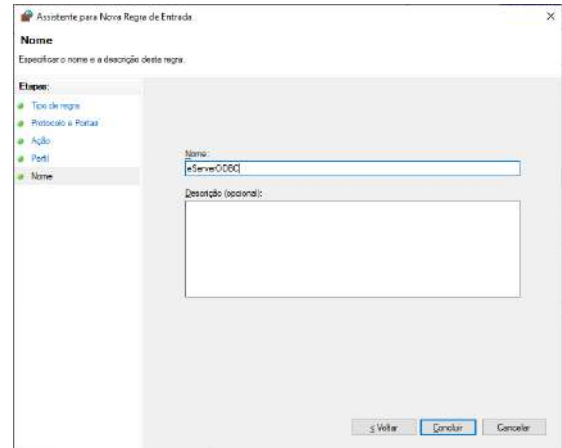 Assistente para Nova Regra de Entrada
Nome
Especificar o nome e a descrição desta regra.
Etapas:
Tipo de regra
Protocolo e Portas
Ação
Perfil
Nome
Nome:
eServerODBC
Descrição (opcional):
< Voltar
Concluir
Cancelar